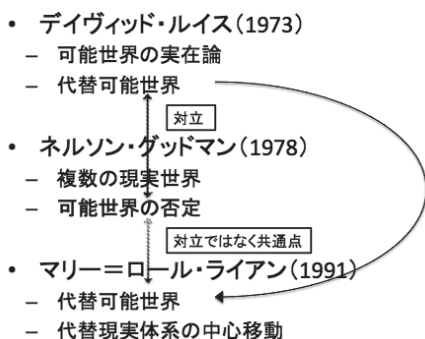 • デイヴィッド・ルイス（1973）
– 可能世界の実在論
– 代替可能世界
対立
• ネルソン・グッドマン（1978）
– 複数の現実世界
– 可能世界の否定
対立ではなく共通点
• マリー＝ロール・ライアン（1991）
– 代替可能世界
– 代替現実体系の中心移動